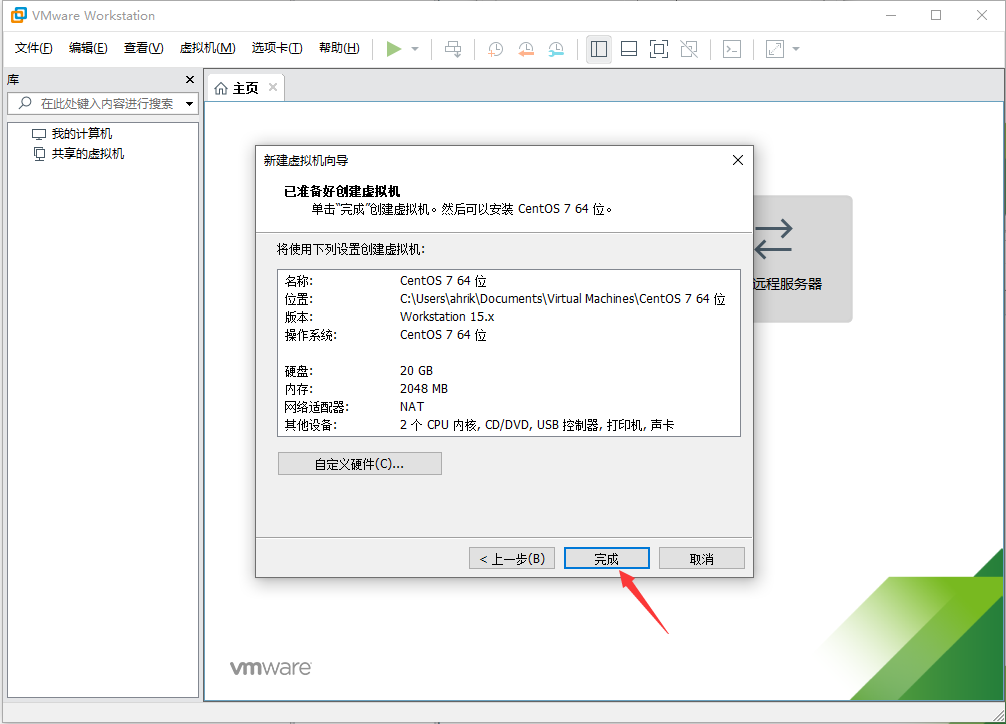 VMware Workstation
文件(F) 编辑(E) 查看(V) 虚拟机(M) 选项卡(T) 帮助(H)
库
在此处键入内容进行搜索
我的计算机
共享的虚拟机
主页
新建虚拟机向导
已准备好创建虚拟机
单击“完成”创建虚拟机。然后可以安装 CentOS 7 64 位。
将使用下列设置创建虚拟机:
名称: CentOS 7 64 位
位置: C:\Users\ahrik\Documents\Virtual Machines\CentOS 7 64 位
版本: Workstation 15.x
操作系统: CentOS 7 64 位
硬盘: 20 GB
内存: 2048 MB
网络适配器: NAT
其他设备: 2 个 CPU 内核, CD/DVD, USB 控制器, 打印机, 声卡
自定义硬件(C)...
< 上一步(B) 完成 取消
远程服务器
vmware